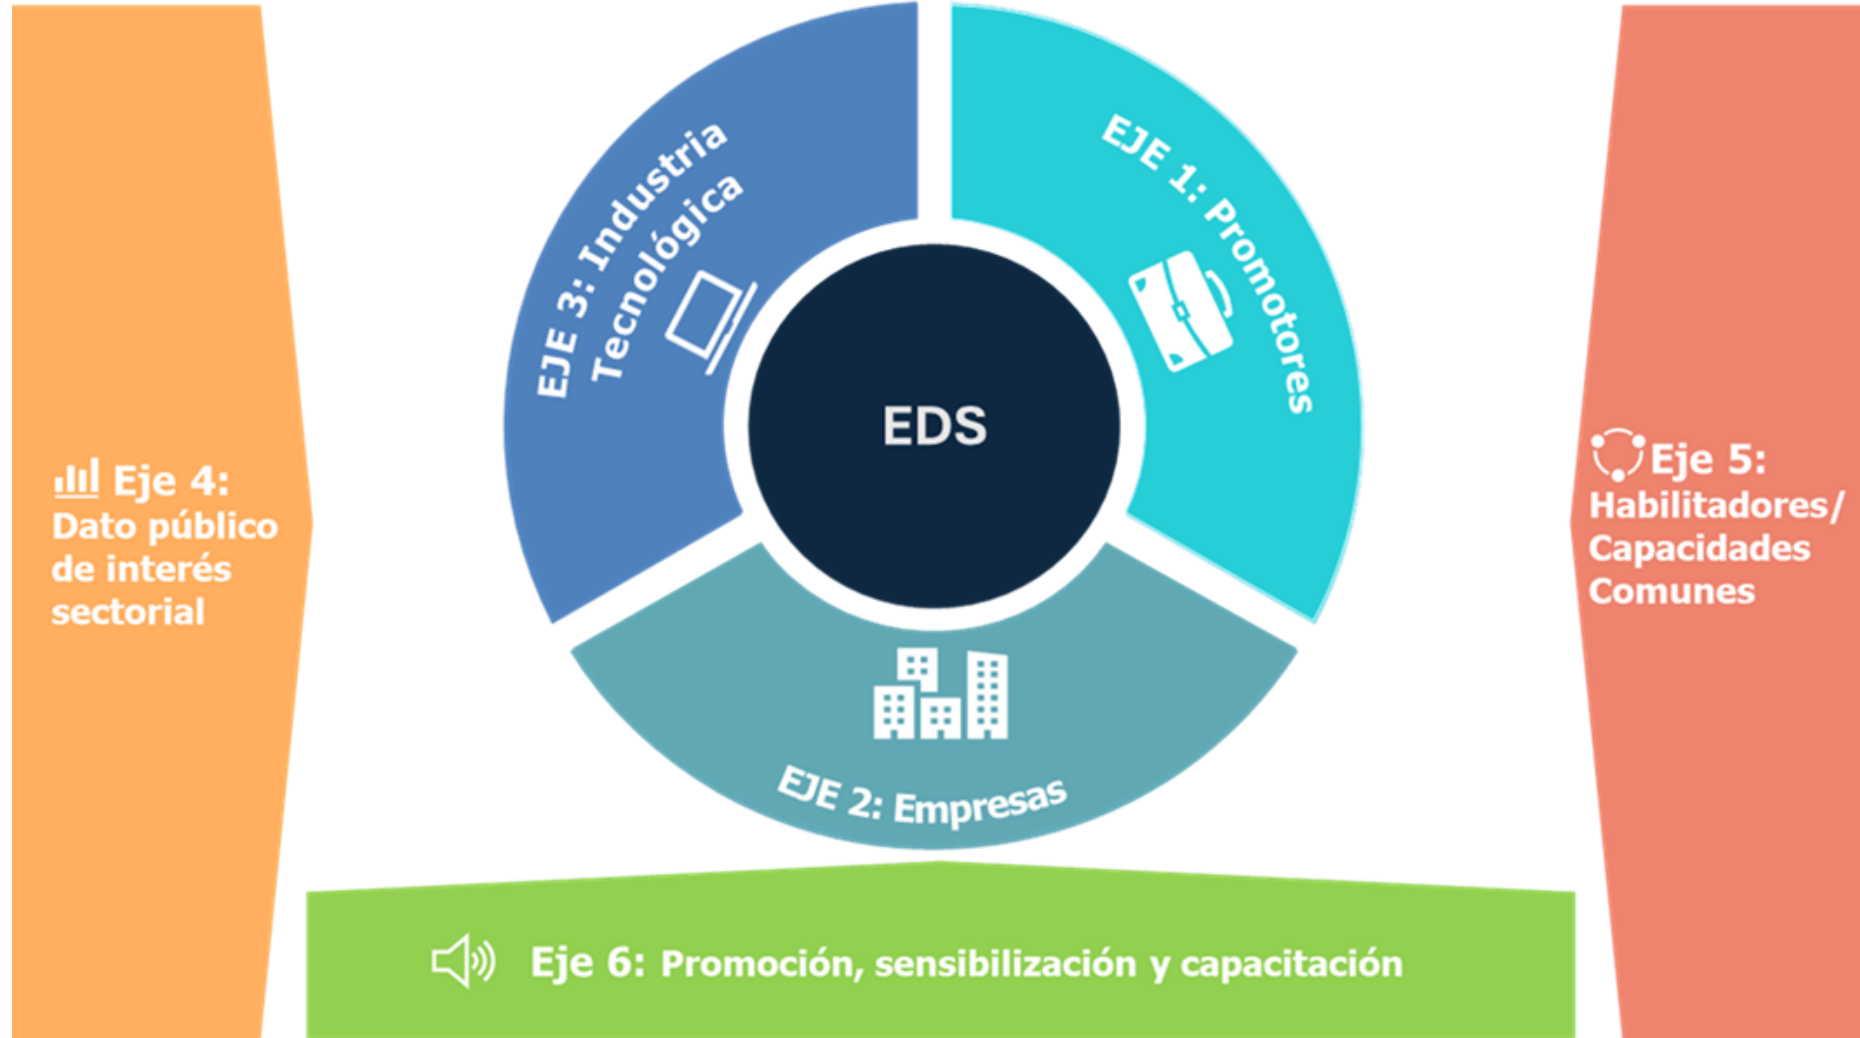 EJE 3: Industria
Tecnológica
EJE 1: Promotores
EDS
EJE 2: Empresas
Eje 4:
Dato público
de interés
sectorial
Eje 5:
Habilitadores/
Capacidades
Comunes
Eje 6: Promoción, sensibilización y capacitación